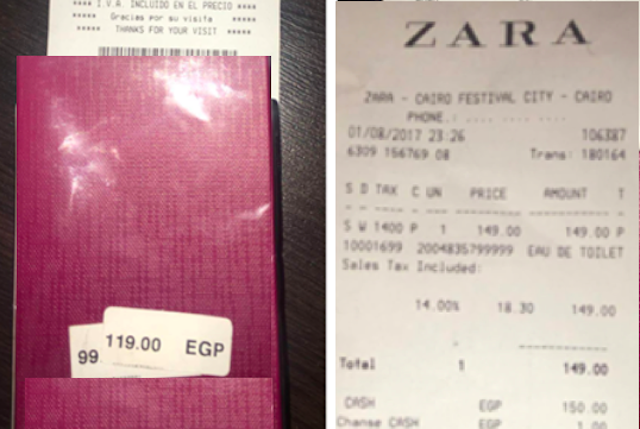 **** I.V.A. INCLUIDO EN EL PRECIO ****
***** Gracias por su visita *****
***** THANKS FOR YOUR VISIT *****
99
119.00 EGP
ZARA
ZARA - CAIRO FESTIVAL CITY - CAIRO
PHONE.: .... .... ....
01/08/2017 23:26 106387
6309 156769 08 Trans: 180164
S D TAX C UN PRICE AMOUNT T
S W 1400 P 1 149.00 149.00 P
10001699 2004835799999 EAU DE TOILET
Sales Tax Included:
14.00% 18.30 149.00
Total 1 149.00
CASH EGP 150.00
Change CASH EGP 1.00